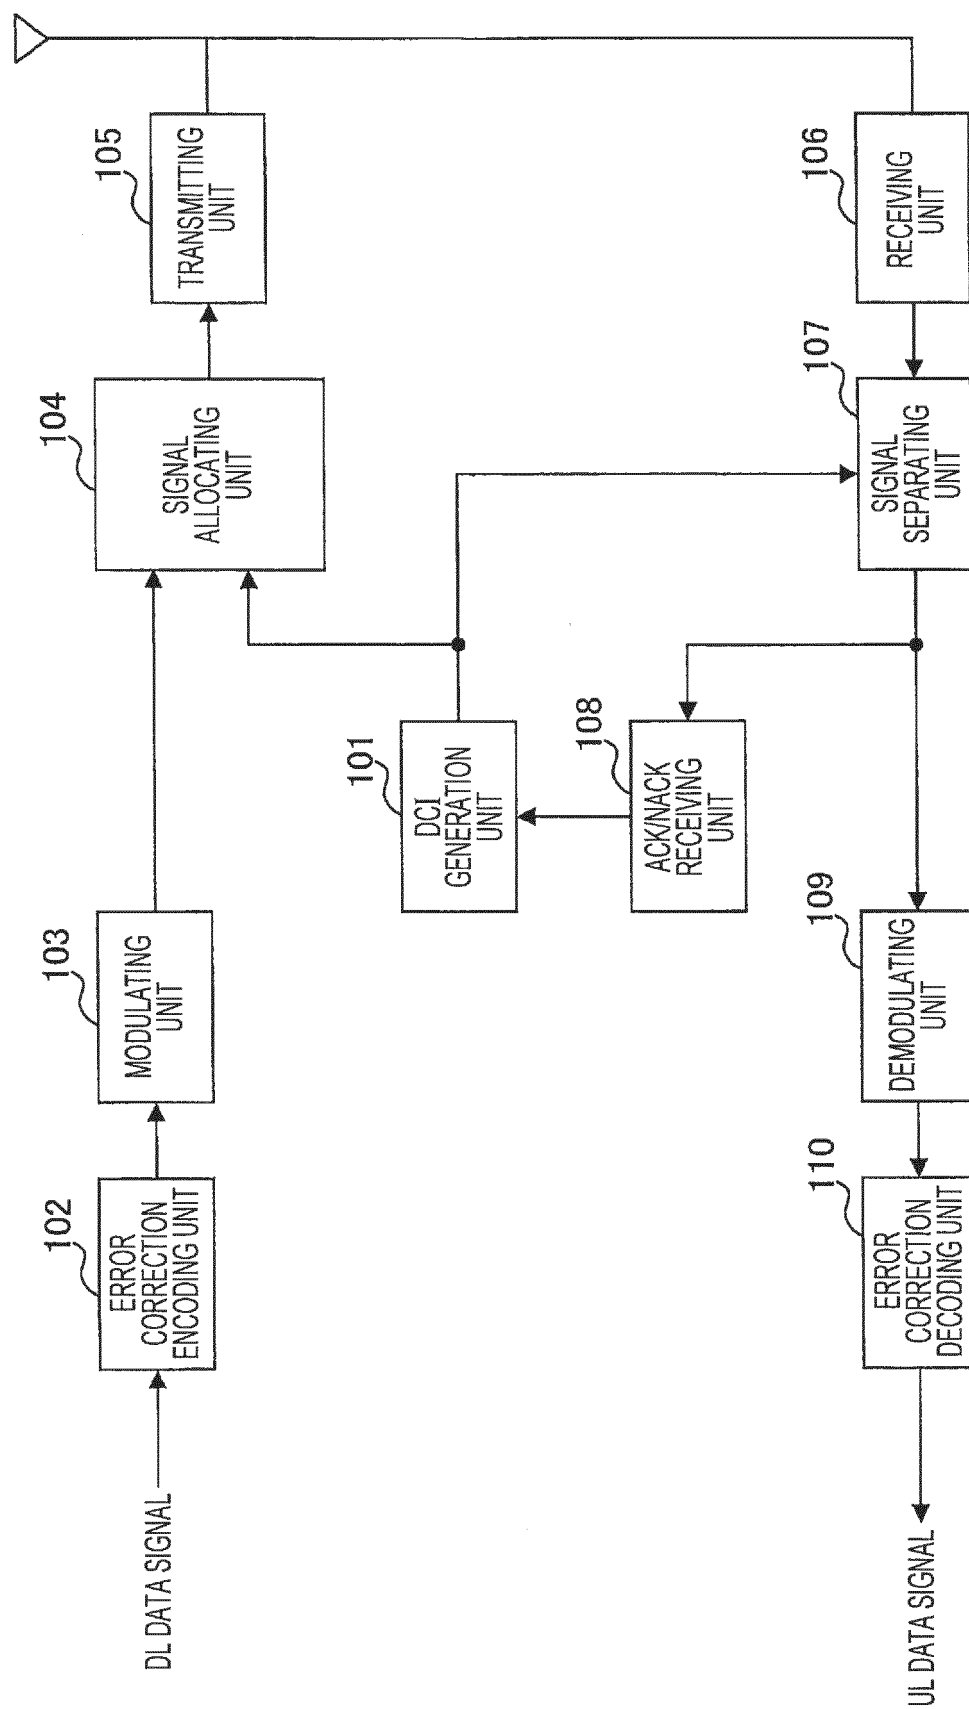 DL DATA SIGNAL
102
ERROR
CORRECTION
ENCODING UNIT
103
MODULATING
UNIT
104
SIGNAL
ALLOCATING
UNIT
105
TRANSMITTING
UNIT
101
DCI
GENERATION
UNIT
108
ACK/NACK
RECEIVING
UNIT
UL DATA SIGNAL
110
ERROR
CORRECTION
DECODING UNIT
109
DEMODULATING
UNIT
107
SIGNAL
SEPARATING
UNIT
106
RECEIVING
UNIT